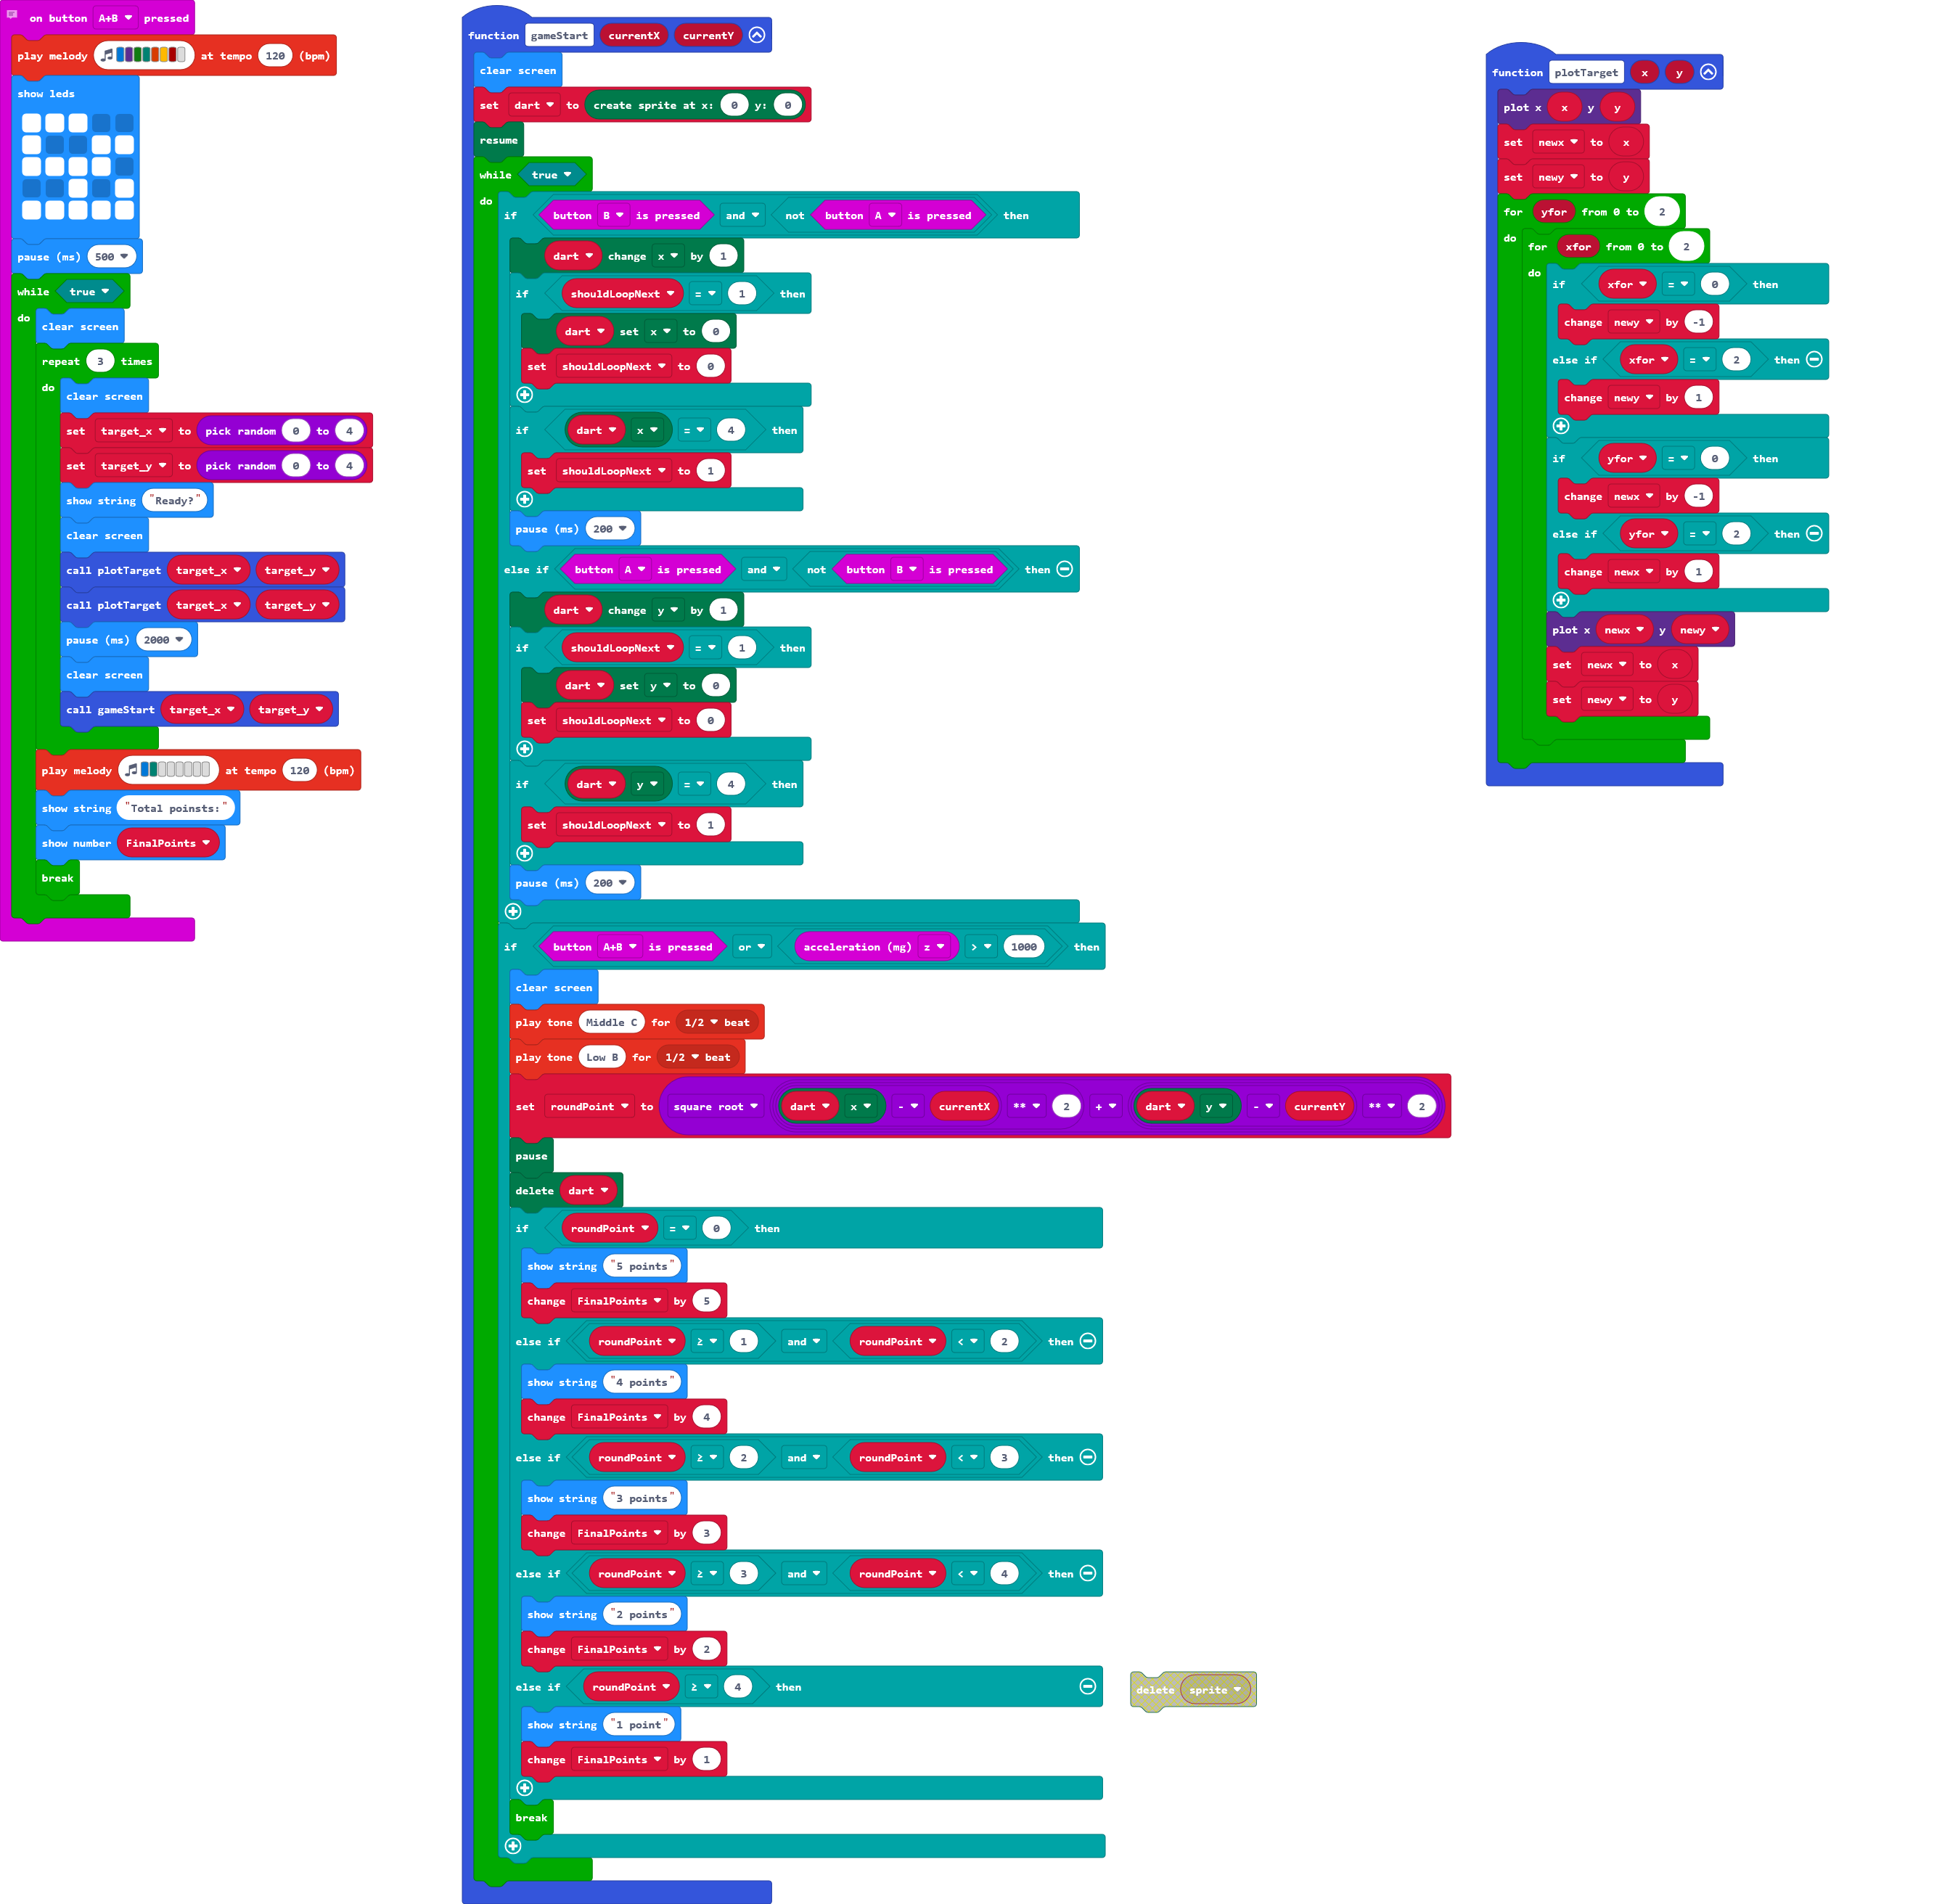 on button A+B pressed
play melody at tempo 120 (bpm)
show leds
pause (ms) 500
while true
do
clear screen
repeat 3 times
do
clear screen
set target_x to pick random 0 to 4
set target_y to pick random 0 to 4
show string "Ready?"
clear screen
call plotTarget target_x target_y
call plotTarget target_x target_y
pause (ms) 2000
clear screen
call gameStart target_x target_y
play melody at tempo 120 (bpm)
show string "Total poinsts:"
show number FinalPoints
break
function gameStart currentX currentY
clear screen
set dart to create sprite at x: 0 y: 0
resume
while true
do
if button B is pressed and not button A is pressed then
dart change x by 1
if shouldLoopNext = 1 then
dart set x to 0
set shouldLoopNext to 0
if dart x = 4 then
set shouldLoopNext to 1
pause (ms) 200
else if button A is pressed and not button B is pressed then
dart change y by 1
if shouldLoopNext = 1 then
dart set y to 0
set shouldLoopNext to 0
if dart y = 4 then
set shouldLoopNext to 1
pause (ms) 200
if button A+B is pressed or acceleration (mg) z > 1000 then
clear screen
play tone Middle C for 1/2 beat
play tone Low B for 1/2 beat
set roundPoint to square root dart x - currentX ** 2 + dart y - currentY ** 2
pause
delete dart
if roundPoint = 0 then
show string "5 points"
change FinalPoints by 5
else if roundPoint ≥ 1 and roundPoint < 2 then
show string "4 points"
change FinalPoints by 4
else if roundPoint ≥ 2 and roundPoint < 3 then
show string "3 points"
change FinalPoints by 3
else if roundPoint ≥ 3 and roundPoint < 4 then
show string "2 points"
change FinalPoints by 2
else if roundPoint ≥ 4 then
show string "1 point"
change FinalPoints by 1
break
delete sprite
function plotTarget x y
plot x x y y
set newx to x
set newy to y
for yfor from 0 to 2
do
for xfor from 0 to 2
do
if xfor = 0 then
change newy by -1
else if xfor = 2 then
change newy by 1
if yfor = 0 then
change newx by -1
else if yfor = 2 then
change newx by 1
plot x newx y newy
set newx to x
set newy to y